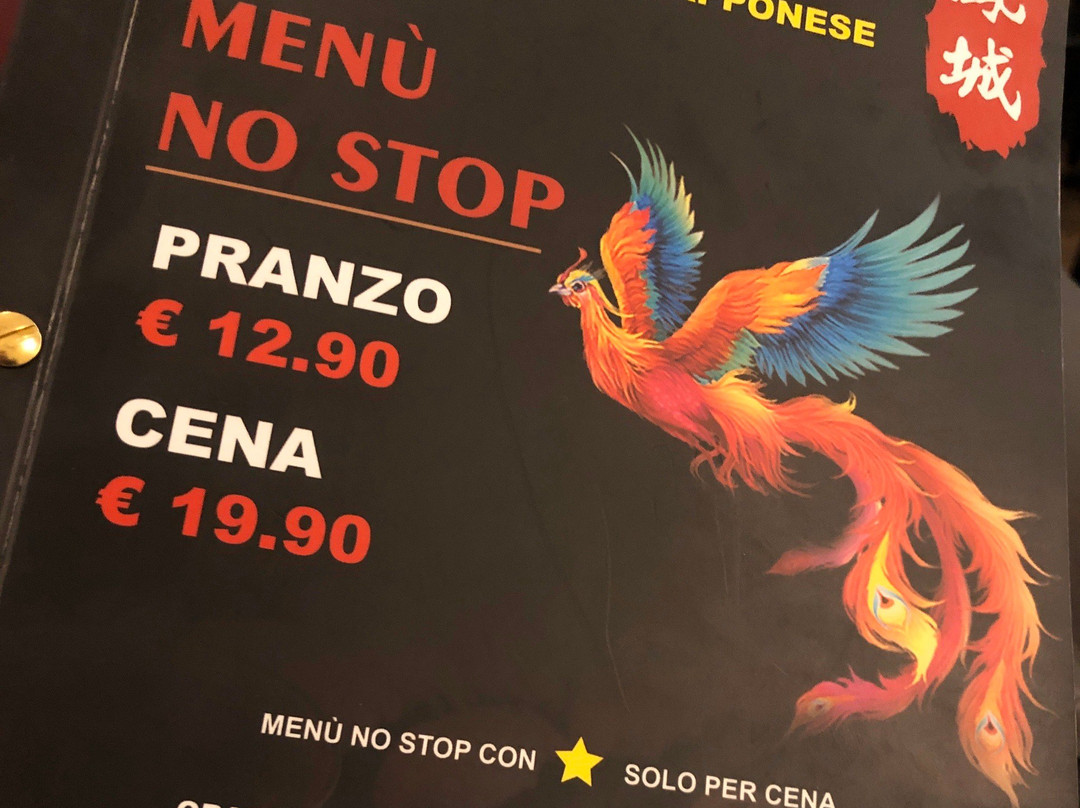 PONESE
城
MENÙ
NO STOP
PRANZO
€ 12.90
CENA
€ 19.90
MENÙ NO STOP CON
SOLO PER CENA